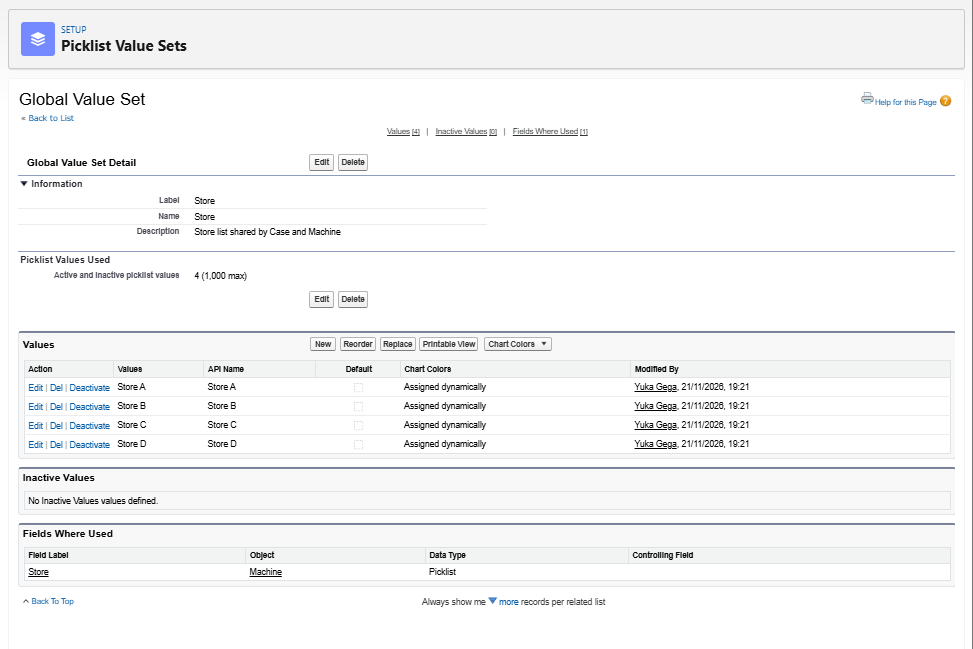 SETUP
Picklist Value Sets
Global Value Set
Help for this Page ?
« Back to List
Values [4] | Inactive Values [0] | Fields Where Used [1]
Global Value Set Detail Edit Delete
Information
Label Store
Name Store
Description Store list shared by Case and Machine
Picklist Values Used
Active and inactive picklist values 4 (1,000 max)
Edit Delete
Values New Reorder Replace Printable View Chart Colors
Action Values API Name Default Chart Colors Modified By
Edit | Del | Deactivate Store A Store A Assigned dynamically Yuka Gega, 21/11/2026, 19:21
Edit | Del | Deactivate Store B Store B Assigned dynamically Yuka Gega, 21/11/2026, 19:21
Edit | Del | Deactivate Store C Store C Assigned dynamically Yuka Gega, 21/11/2026, 19:21
Edit | Del | Deactivate Store D Store D Assigned dynamically Yuka Gega, 21/11/2026, 19:21
Inactive Values
No Inactive Values values defined.
Fields Where Used
Field Label Object Data Type Controlling Field
Store Machine Picklist
^ Back To Top Always show me more records per related list